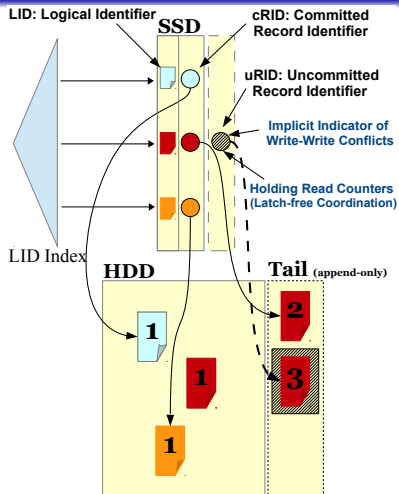 LID: Logical Identifier
SSD
cRID: Committed
Record Identifier
uRID: Uncommitted
Record Identifier
Implicit Indicator of
Write-Write Conflicts
Holding Read Counters
(Latch-free Coordination)
LID Index
HDD
Tail (append-only)
1
2
1
3
1